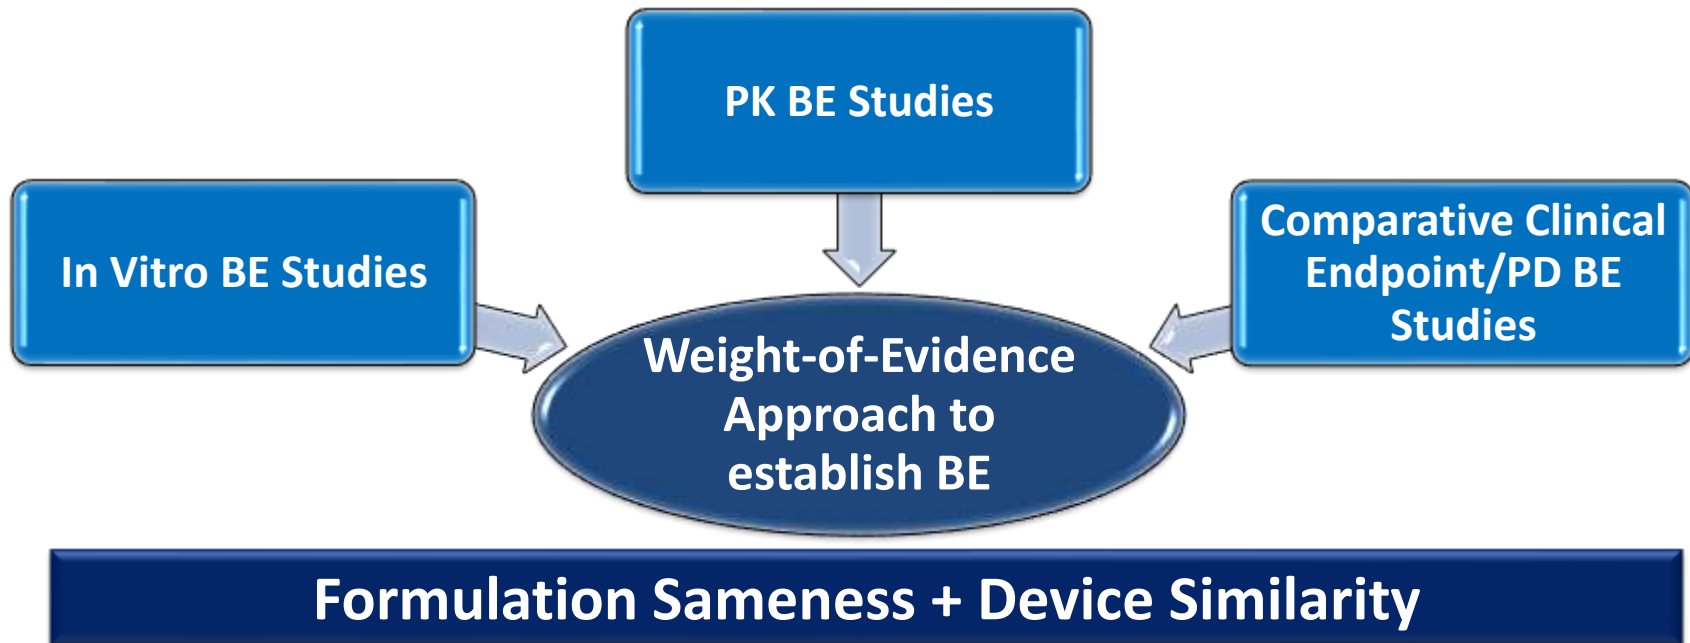 PK BE Studies
In Vitro BE Studies
Comparative Clinical
Endpoint/PD BE
Studies
Weight-of-Evidence
Approach to
establish BE
Formulation Sameness + Device Similarity